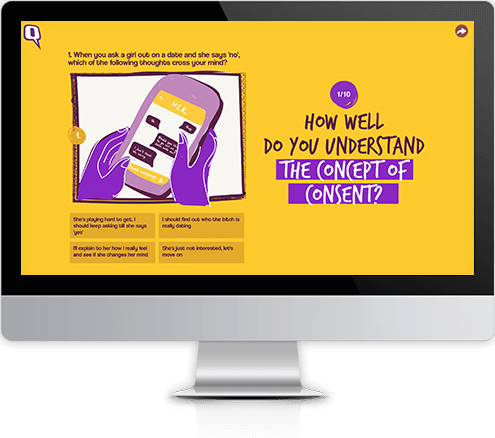 Q
1. When you ask a girl out on a date and she says 'no',
which of the following thoughts cross your mind?
HER
1.
She's playing hard to get, I
should keep asking till she says
'yes'
I should find out who the bitch is
really dating
I'll explain to her how I really feel
and see if she changes her mind
She's just not interested, let's
move on
1/10
HOW WELL
DO YOU UNDERSTAND
THE CONCEPT OF
CONSENT?